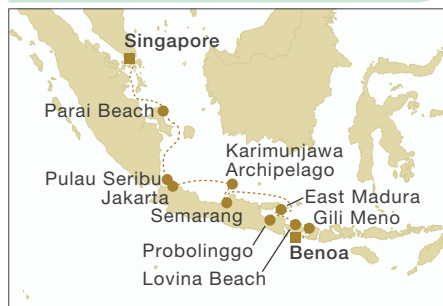 Singapore
Parai Beach
Karimunjawa
Archipelago
Pulau Seribu
Jakarta
East Madura
Semarang
Gili Meno
Probolinggo
Benoa
Lovina Beach